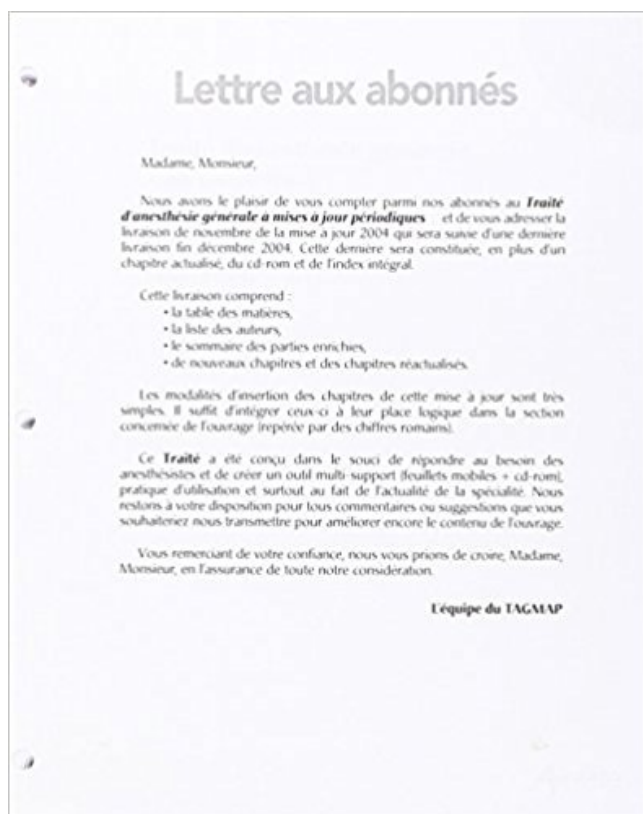 Lettre aux abonnés
Madame, Monsieur,
Nous avons le plaisir de vous compter parmi nos abonnés au Traité
d'anesthésie générale à mises à jour périodiques et de vous adresser la
livraison de novembre de la mise à jour 2004 qui sera suivie d'une dernière
livraison fin décembre 2004. Cette dernière sera constituée, en plus d'un
chapitre actualisé, du cd-rom et de l'index intégral.
Cette livraison comprend :
• la table des matières,
• la liste des auteurs,
• le sommaire des parties enrichies,
• de nouveaux chapitres et des chapitres réactualisés.
Les modalités d'insertion des chapitres de cette mise à jour sont très
simples. Il suffit d'intégrer ceux-ci à leur place logique dans la section
concernée de l'ouvrage (repérée par des chiffres romains).
Ce Traité a été conçu dans le souci de répondre au besoin des
anesthésistes et de créer un outil multi-support (feuillets mobiles + cd-rom),
pratique d'utilisation et surtout au fait de l'actualité de la spécialité. Nous
restons à votre disposition pour tous commentaires ou suggestions que vous
souhaiteriez nous transmettre pour améliorer encore le contenu de l'ouvrage.
Vous remerciant de votre confiance, nous vous prions de croire, Madame,
Monsieur, en l'assurance de toute notre considération.
L'équipe du TAGMAP